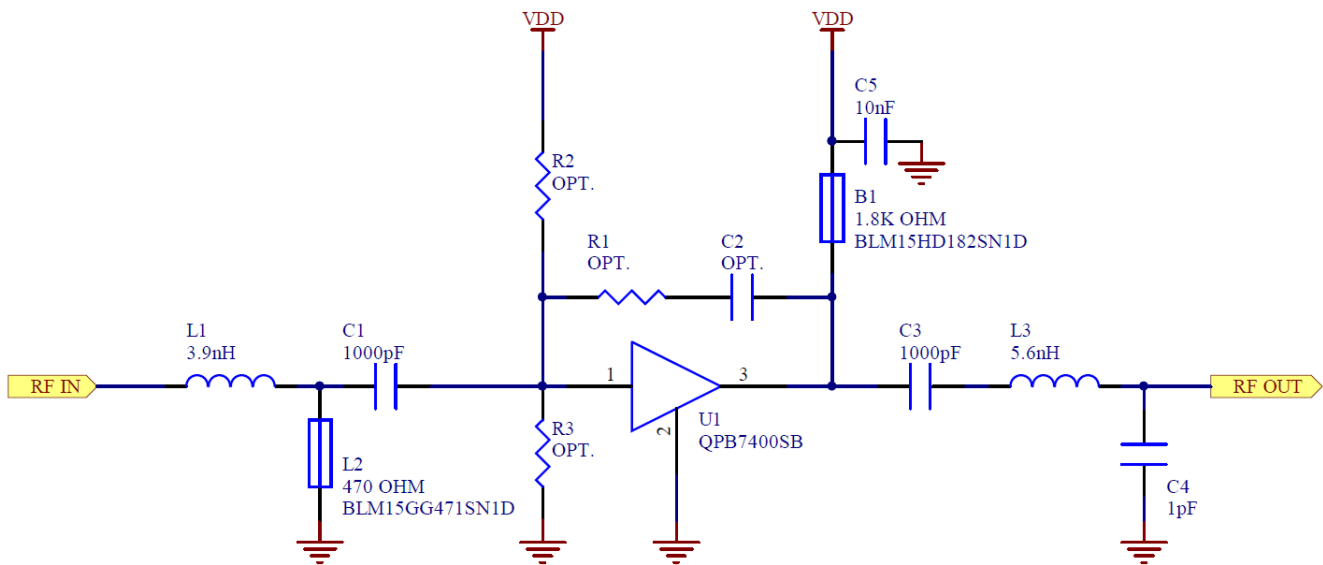 VDD
VDD
C5
10nF
R2
OPT.
B1
1.8K OHM
BLM15HD182SN1D
R1
OPT.
C2
OPT.
L1
3.9nH
C1
1000pF
C3
1000pF
L3
5.6nH
RF IN
1
3
RF OUT
2
U1
QPB7400SB
R3
OPT.
L2
470 OHM
BLM15GG471SN1D
C4
1pF